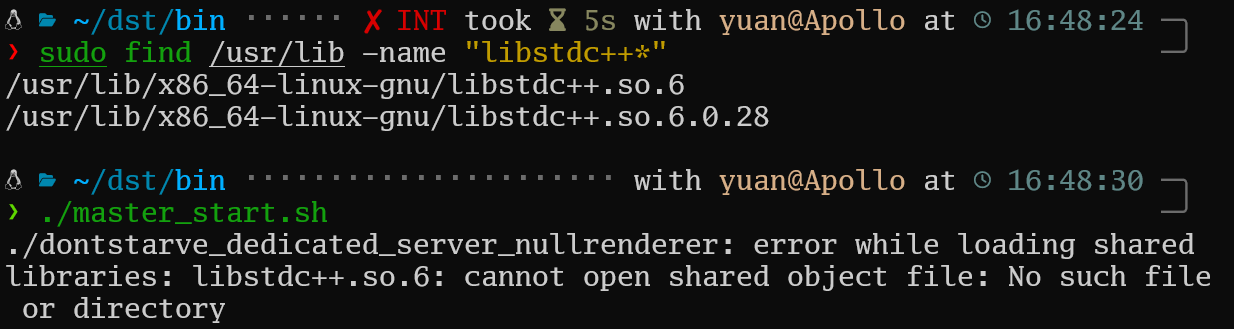 ~/dst/bin ······ ✗ INT took ⌛ 5s with yuan@Apollo at 16:48:24
❯ sudo find /usr/lib -name "libstdc++*"
/usr/lib/x86_64-linux-gnu/libstdc++.so.6
/usr/lib/x86_64-linux-gnu/libstdc++.so.6.0.28
~/dst/bin ························ with yuan@Apollo at 16:48:30
❯ ./master_start.sh
./dontstarve_dedicated_server_nullrenderer: error while loading shared
libraries: libstdc++.so.6: cannot open shared object file: No such file
or directory